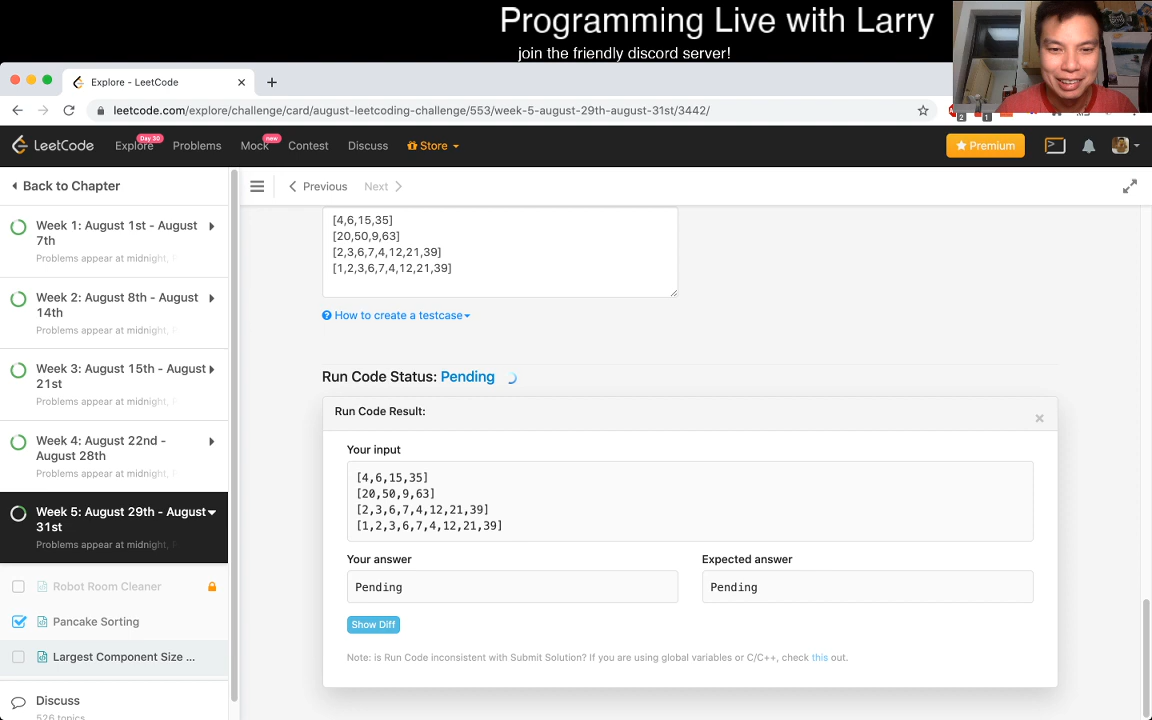 Programming Live with Larry
join the friendly discord server!
Explore - LeetCode
leetcode.com/explore/challenge/card/august-leetcoding-challenge/553/week-5-august-29th-august-31st/3442/
2
1
LeetCode
Explore
Day 30
Problems
Mock
new
Contest
Discuss
Store
Premium
Back to Chapter
Previous
Next
Week 1: August 1st - August
7th
Problems appear at midnight,
Week 2: August 8th - August
14th
Problems appear at midnight,
Week 3: August 15th - August
21st
Problems appear at midnight,
Week 4: August 22nd -
August 28th
Problems appear at midnight,
Week 5: August 29th - August
31st
Problems appear at midnight,
Robot Room Cleaner
Pancake Sorting
Largest Component Size ...
Discuss
526 topics
[4,6,15,35]
[20,50,9,63]
[2,3,6,7,4,12,21,39]
[1,2,3,6,7,4,12,21,39]
How to create a testcase
Run Code Status: Pending
Run Code Result:
Your input
[4,6,15,35]
[20,50,9,63]
[2,3,6,7,4,12,21,39]
[1,2,3,6,7,4,12,21,39]
Your answer
Expected answer
Pending
Pending
Show Diff
Note: is Run Code inconsistent with Submit Solution? If you are using global variables or C/C++, check this out.